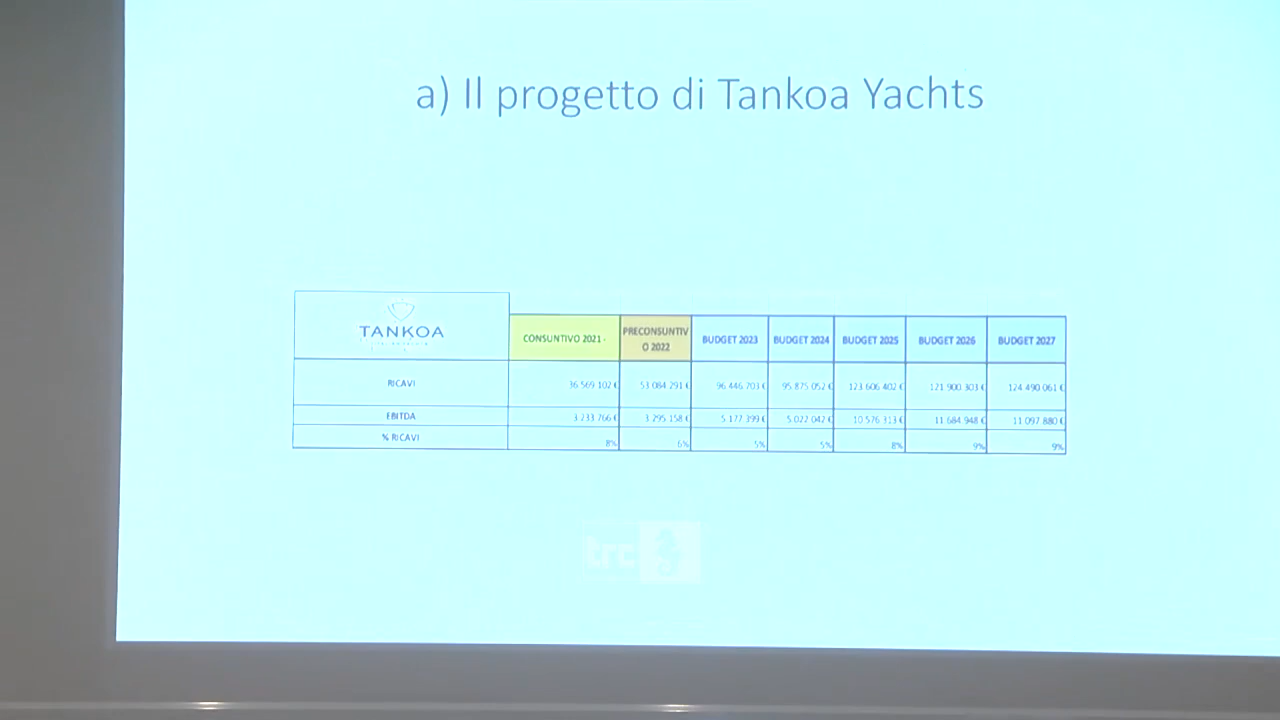 a) Il progetto di Tankoa Yachts
TANKOA
CONSUNTIVO 2021 -
PRECONSUNTIV
O 2022
BUDGET 2023
BUDGET 2024
BUDGET 2025
BUDGET 2026
BUDGET 2027
RICAVI
36 569 102 €
53 084 291 €
96 446 703 €
95 875 052 €
123 606 402 €
121 900 303 €
124 490 061 €
EBITDA
3 233 766 €
3 295 158 €
5 177 399 €
5 022 042 €
10 576 313 €
11 684 948 €
11 097 880 €
% RICAVI
8%
6%
5%
5%
8%
9%
9%
trc